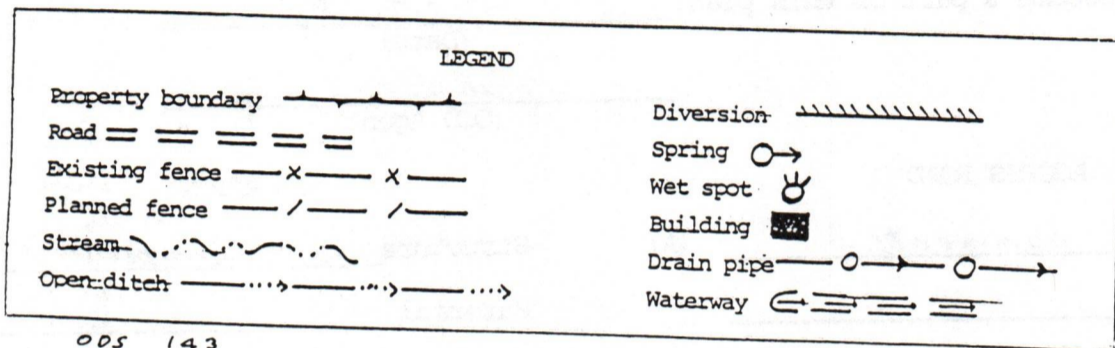 LEGEND
Property boundary
Road
Existing fence
Planned fence
Stream
Open ditch
Diversion
Spring
Wet spot
Building
Drain pipe
Waterway
ODS 143